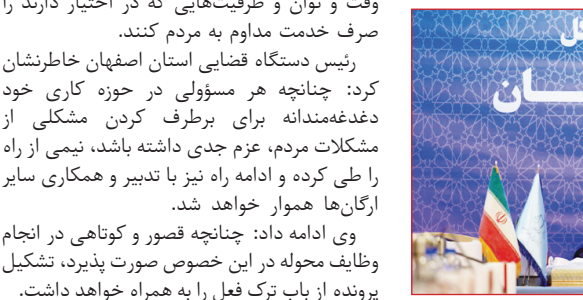 وقت و توان و ظرفیت‌هایی که در اختیار دارند را
صرف خدمت مداوم به مردم کنند.
رئیس دستگاه قضایی استان اصفهان خاطرنشان
کرد: چنانچه هر مسؤولی در حوزه کاری خود
دغدغه‌مندانه برای برطرف کردن مشکلی از
مشکلات مردم، عزم جدی داشته باشد، نیمی از راه
را طی کرده و ادامه راه نیز با تدبیر و همکاری سایر
ارگان‌ها هموار خواهد شد.
وی ادامه داد: چنانچه قصور و کوتاهی در انجام
وظایف محوله در این خصوص صورت پذیرد، تشکیل
پرونده از باب ترک فعل را به همراه خواهد داشت.